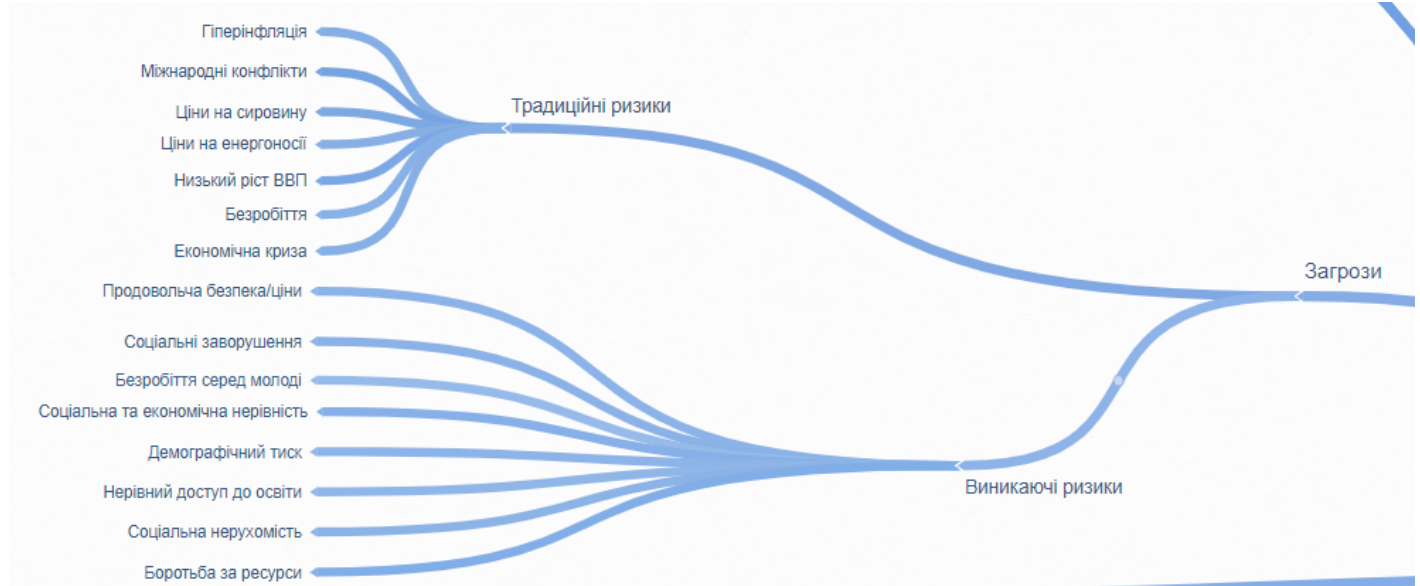 Гіперінфляція
Міжнародні конфлікти
Ціни на сировину
Ціни на енергоносії
Низький ріст ВВП
Безробіття
Економічна криза
Традиційні ризики
Продовольча безпека/ціни
Соціальні заворушення
Безробіття серед молоді
Соціальна та економічна нерівність
Демографічний тиск
Нерівний доступ до освіти
Соціальна нерухомість
Боротьба за ресурси
Виникаючі ризики
Загрози